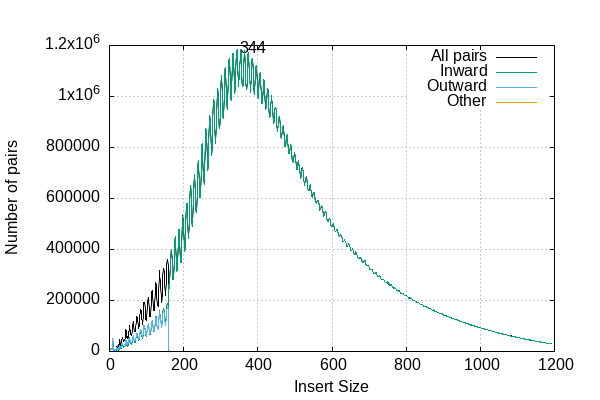 344
All pairs
Inward
Outward
Other
1.2x10^6
1x10^6
800000
600000
400000
200000
0
0 200 400 600 800 1000 1200
Number of pairs
Insert Size